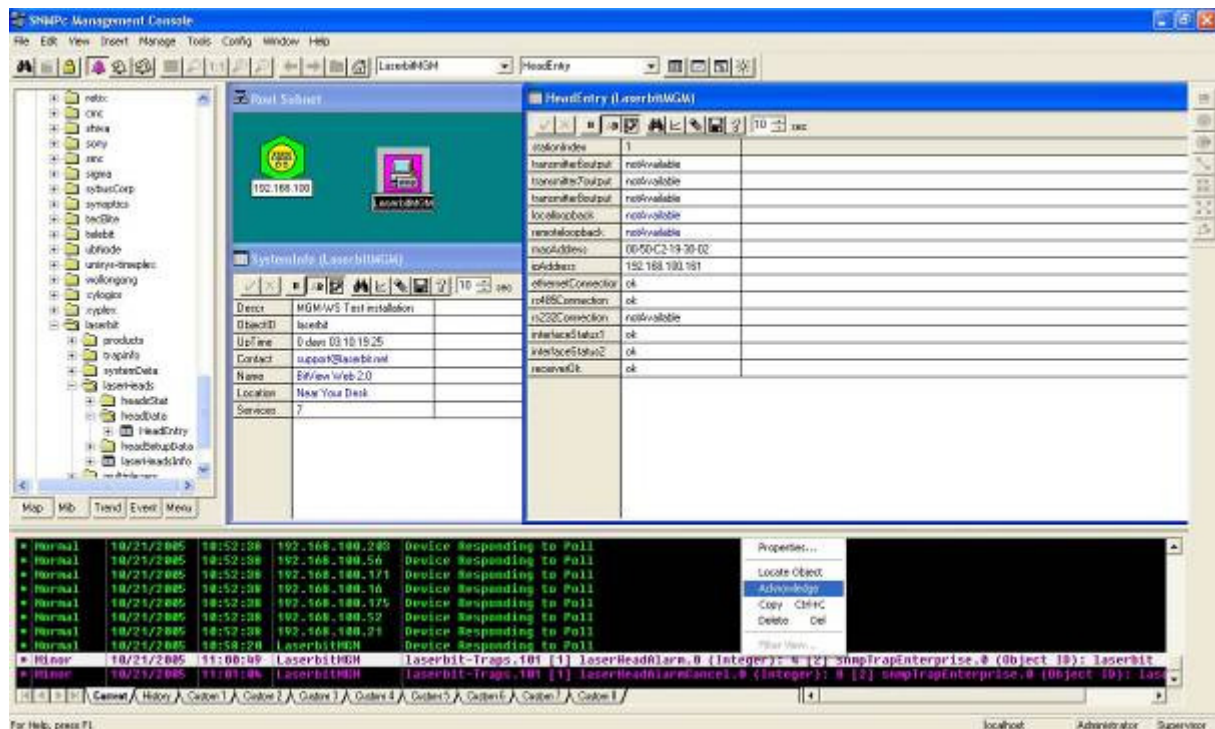 SNMPc Management Console
File Edit View Insert Manage Tools Config Window Help
LaserbitMGM HeadEntry
netix
shiva
sony
sigma
sybusCorp
synoptics
tecElite
telebit
ubNode
unisys-timeplex
wollongang
xylogics
xyplex
laserbit
products
trapinfo
systemData
laserHeads
headsStat
headData
HeadEntry
headSetupData
laserHeadsInfo
Map Mib Trend Event Menu
Root Subnet
192.168.100
LaserbitMGM
SystemInfo (LaserbitMGM)
10 sec
Descr MGM-WS Test installation
ObjectID laserbit
UpTime 0 days 03:10:19.25
Contact support@laserbit.net
Name BitView Web 2.0
Location Near Your Desk
Services 7
HeadEntry (LaserbitMGM)
10 sec
stationIndex 1
transmitter6output notAvailable
transmitter7output notAvailable
transmitter8output notAvailable
localloopback notAvailable
remoteloopback notAvailable
macAddress 00-50-C2-19-30-02
ipAddress 192.168.100.161
ethernetConnection ok
rs485Connection ok
rs232Connection notAvailable
interfaceStatus1 ok
interfaceStatus2 ok
receiverOk ok
Normal 10/21/2005 10:52:38 192.168.100.203 Device Responding to Poll
Normal 10/21/2005 10:52:38 192.168.100.56 Device Responding to Poll
Normal 10/21/2005 10:52:38 192.168.100.171 Device Responding to Poll
Normal 10/21/2005 10:52:38 192.168.100.16 Device Responding to Poll
Normal 10/21/2005 10:52:38 192.168.100.175 Device Responding to Poll
Normal 10/21/2005 10:52:38 192.168.100.52 Device Responding to Poll
Normal 10/21/2005 10:52:38 192.168.100.21 Device Responding to Poll
Normal 10/21/2005 10:58:20 LaserbitMGM Device Responding to Poll
Minor 10/21/2005 11:00:49 LaserbitMGM laserbit-Traps.101 [1] laserHeadAlarm.0 (Integer): 4 [2] snmpTrapEnterprise.0 (Object ID): laserbit
Minor 10/21/2005 11:01:06 LaserbitMGM laserbit-Traps.101 [1] laserHeadAlarmCancel.0 (Integer): [2] snmpTrapEnterprise.0 (Object ID):
Properties...
Locate Object
Acknowledge
Copy Ctrl+C
Delete Del
Filter View...
Current History Custom 1 Custom 2 Custom 3 Custom 4 Custom 5 Custom 6 Custom 7 Custom 8
For Help, press F1
localhost Administrator Supervisor